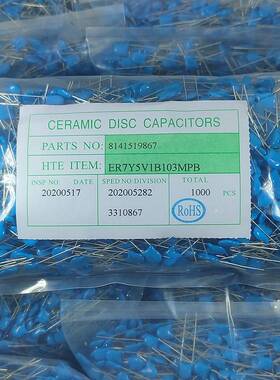 CERAMIC DISC CAPACITORS
PARTS NO: 8141519867
HTE ITEM: ER7Y5V1B103MPB
INSP NO. DATE SPED NO:DIVISION TOTAL
20200517 202005282 1000 PCS
3310867
RoHS